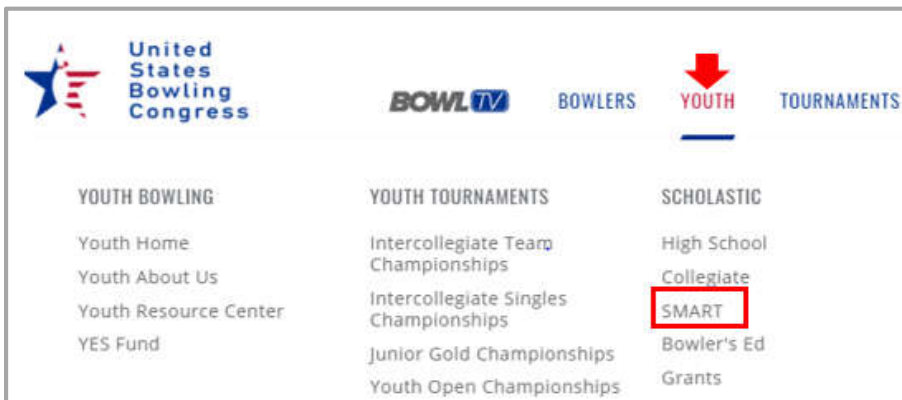 United
States
Bowling
Congress
BOWL TV BOWLERS YOUTH TOURNAMENTS
YOUTH BOWLING
Youth Home
Youth About Us
Youth Resource Center
YES Fund
YOUTH TOURNAMENTS
Intercollegiate Team
Championships
Intercollegiate Singles
Championships
Junior Gold Championships
Youth Open Championships
SCHOLASTIC
High School
Collegiate
SMART
Bowler's Ed
Grants